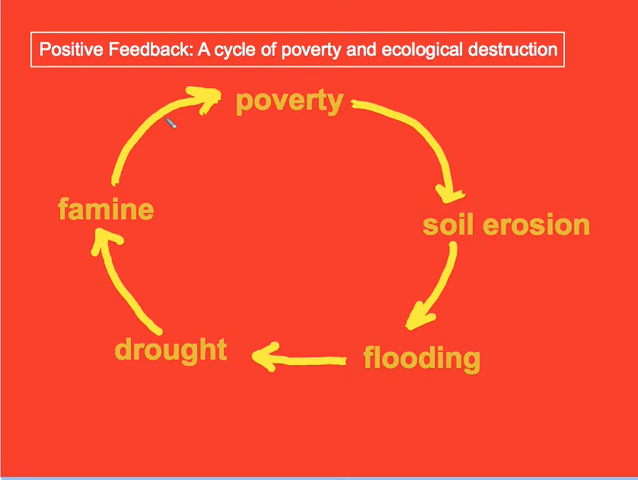 Positive Feedback: A cycle of poverty and ecological destruction
poverty
famine
soil erosion
drought
flooding